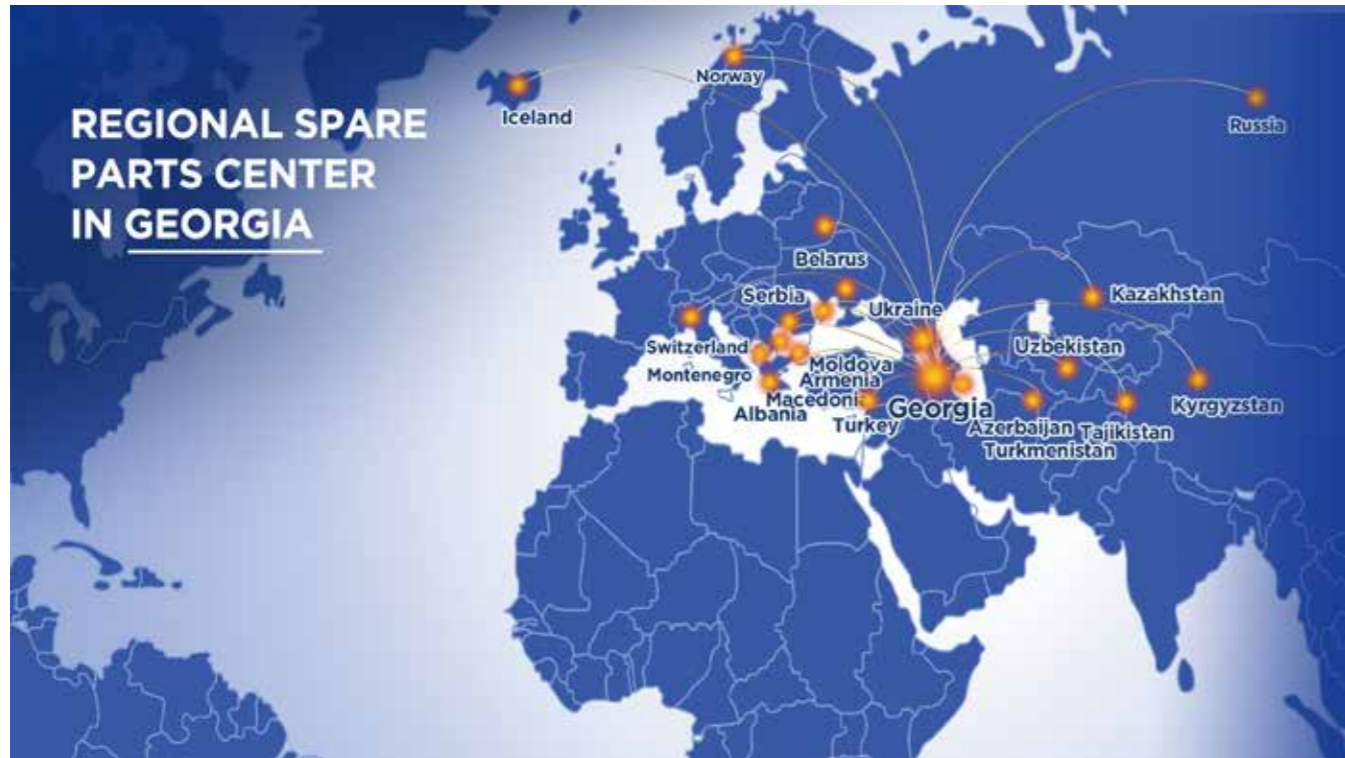 REGIONAL SPARE
PARTS CENTER
IN GEORGIA
Iceland
Norway
Russia
Belarus
Serbia
Ukraine
Kazakhstan
Switzerland
Uzbekistan
Moldova
Montenegro
Armenia
Macedonia
Albania
Turkey
Georgia
Kyrgyzstan
Azerbaijan
Tajikistan
Turkmenistan